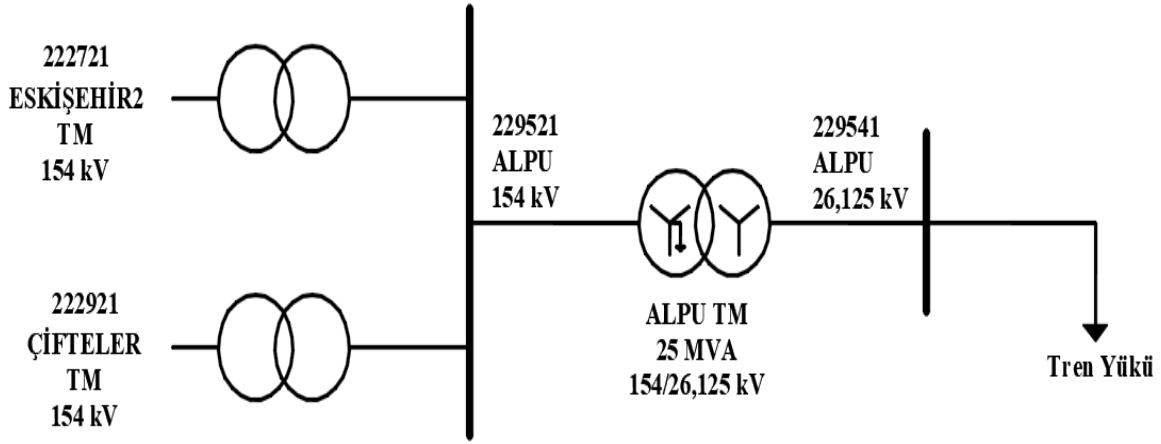 222721
ESKİŞEHİR2
TM
154 kV
229521
ALPU
154 kV
229541
ALPU
26,125 kV
222921
ÇİFTELER
TM
154 kV
ALPU TM
25 MVA
154/26,125 kV
Tren Yükü